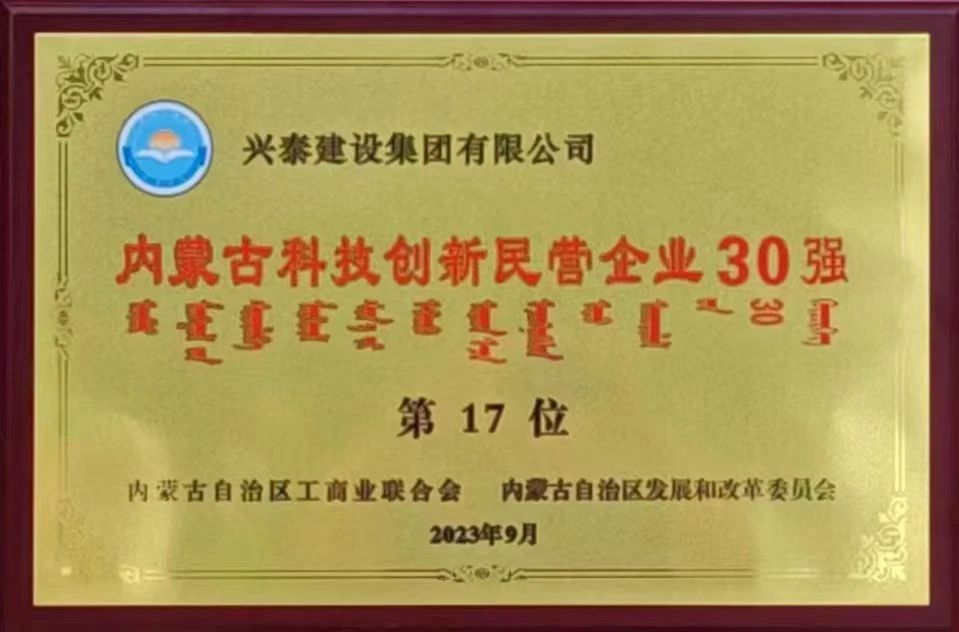 兴泰建设集团有限公司
内蒙古科技创新民营企业30强
第 17 位
内蒙古自治区工商业联合会 内蒙古自治区发展和改革委员会
2023年9月